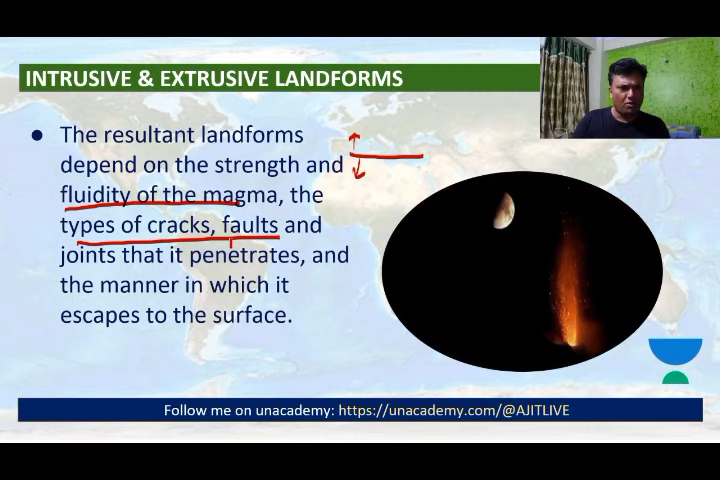 INTRUSIVE & EXTRUSIVE LANDFORMS
● The resultant landforms
depend on the strength and
fluidity of the magma, the
types of cracks, faults and
joints that it penetrates, and
the manner in which it
escapes to the surface.
Follow me on unacademy: https://unacademy.com/@AJITLIVE